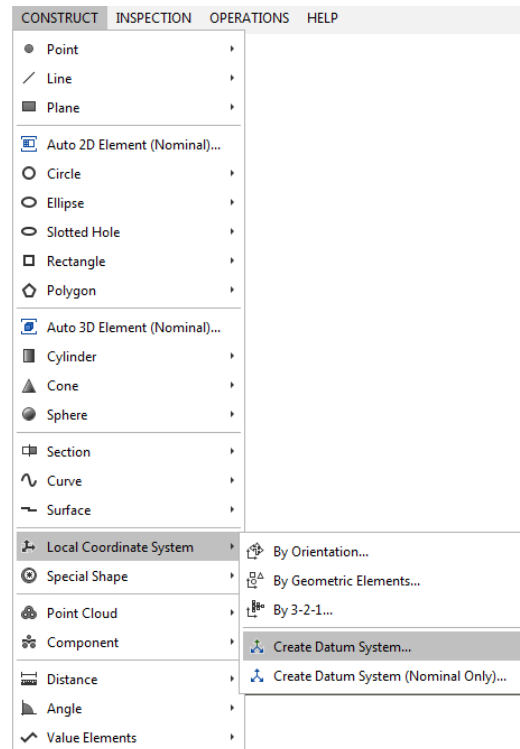 CONSTRUCT INSPECTION OPERATIONS HELP
Point
Line
Plane
Auto 2D Element (Nominal)...
Circle
Ellipse
Slotted Hole
Rectangle
Polygon
Auto 3D Element (Nominal)...
Cylinder
Cone
Sphere
Section
Curve
Surface
Local Coordinate System
By Orientation...
Special Shape
By Geometric Elements...
Point Cloud
By 3-2-1...
Component
Create Datum System...
Distance
Create Datum System (Nominal Only)...
Angle
Value Elements